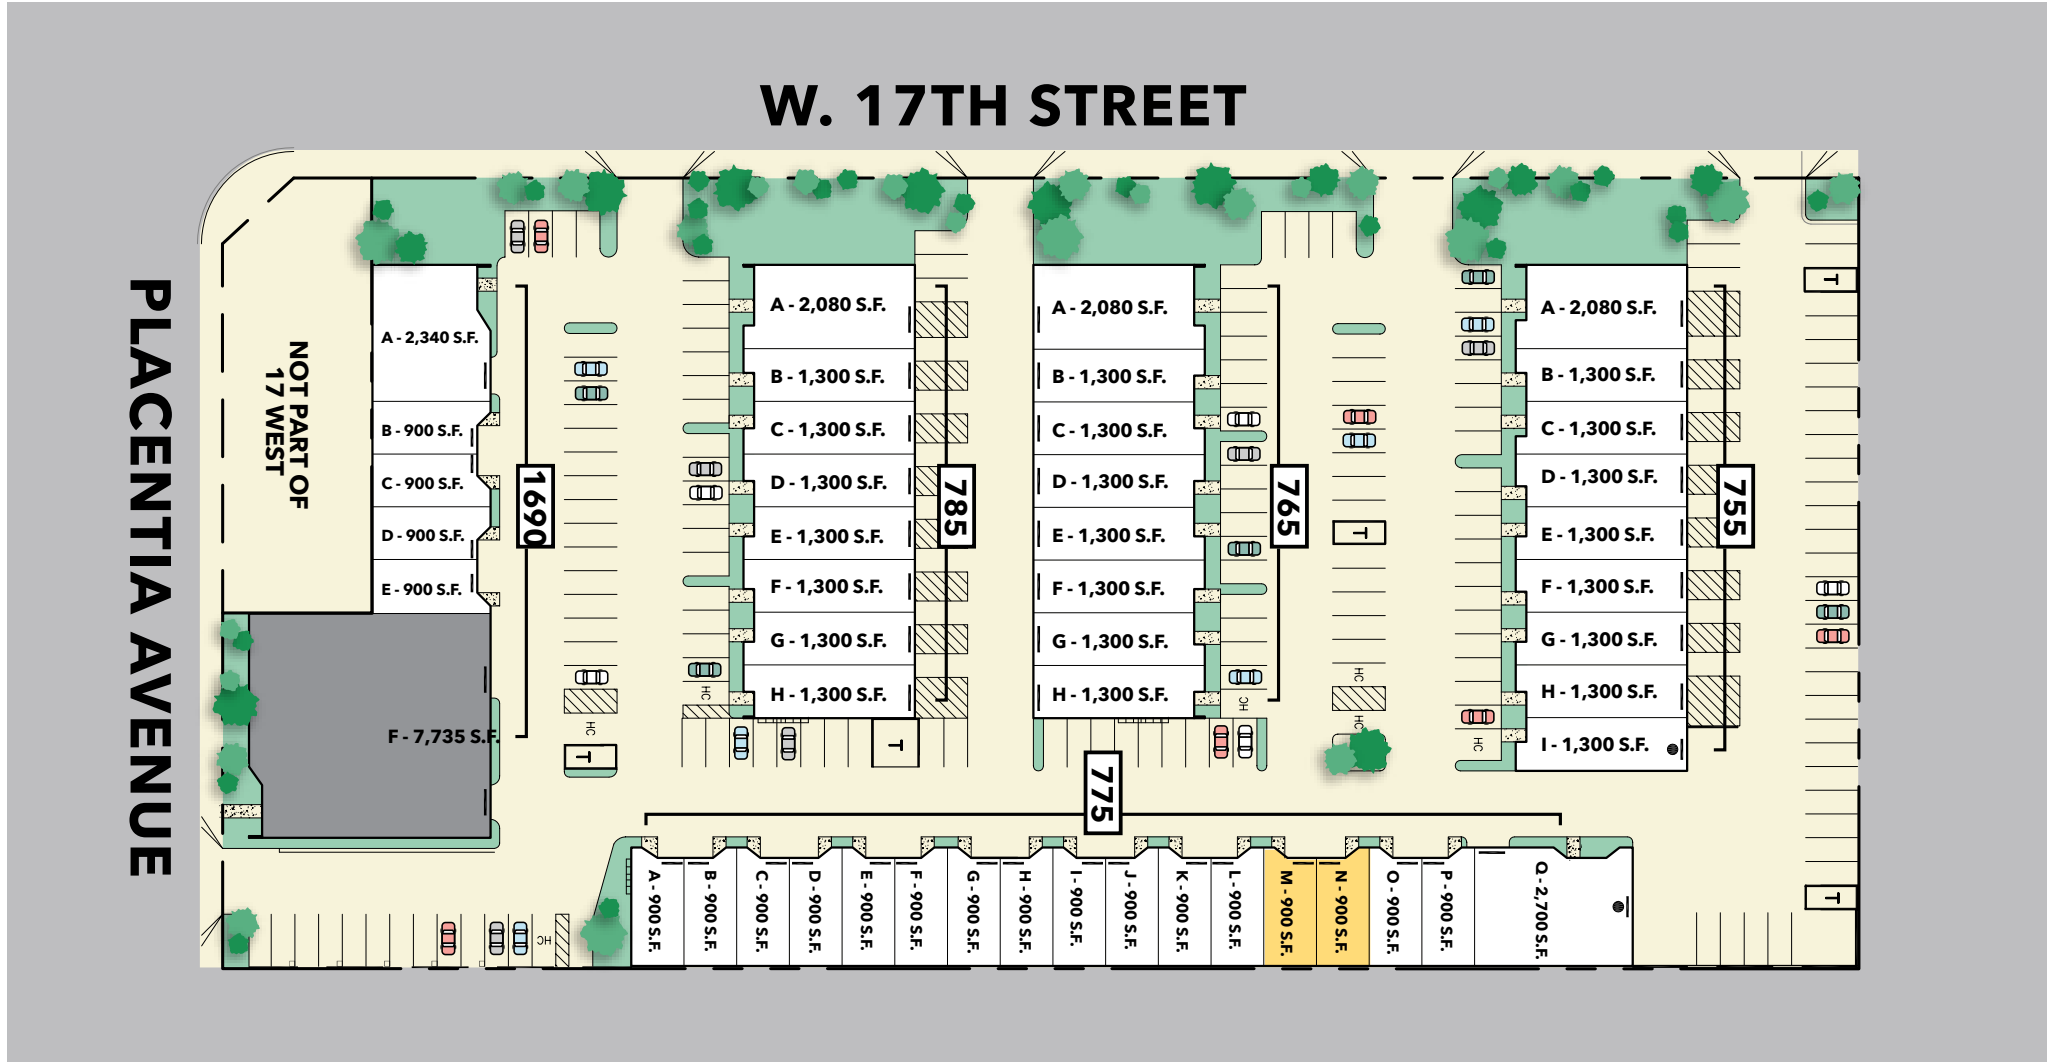 W. 17TH STREET
PLACENTIA AVENUE
NOT PART OF
17 WEST
A - 2,340 S.F.
B - 900 S.F.
C - 900 S.F.
D - 900 S.F.
E - 900 S.F.
F - 7,735 S.F.
1690
HC
T
A - 2,080 S.F.
B - 1,300 S.F.
C - 1,300 S.F.
D - 1,300 S.F.
E - 1,300 S.F.
F - 1,300 S.F.
G - 1,300 S.F.
H - 1,300 S.F.
785
HC
T
A - 2,080 S.F.
B - 1,300 S.F.
C - 1,300 S.F.
D - 1,300 S.F.
E - 1,300 S.F.
F - 1,300 S.F.
G - 1,300 S.F.
H - 1,300 S.F.
765
HC
T
HC
HC
A - 2,080 S.F.
B - 1,300 S.F.
C - 1,300 S.F.
D - 1,300 S.F.
E - 1,300 S.F.
F - 1,300 S.F.
G - 1,300 S.F.
H - 1,300 S.F.
I - 1,300 S.F.
755
HC
T
T
775
A - 900 S.F.
B - 900 S.F.
C - 900 S.F.
D - 900 S.F.
E - 900 S.F.
F - 900 S.F.
G - 900 S.F.
H - 900 S.F.
I - 900 S.F.
J - 900 S.F.
K - 900 S.F.
L - 900 S.F.
M - 900 S.F.
N - 900 S.F.
O - 900 S.F.
P - 900 S.F.
Q - 2,700 S.F.
HC